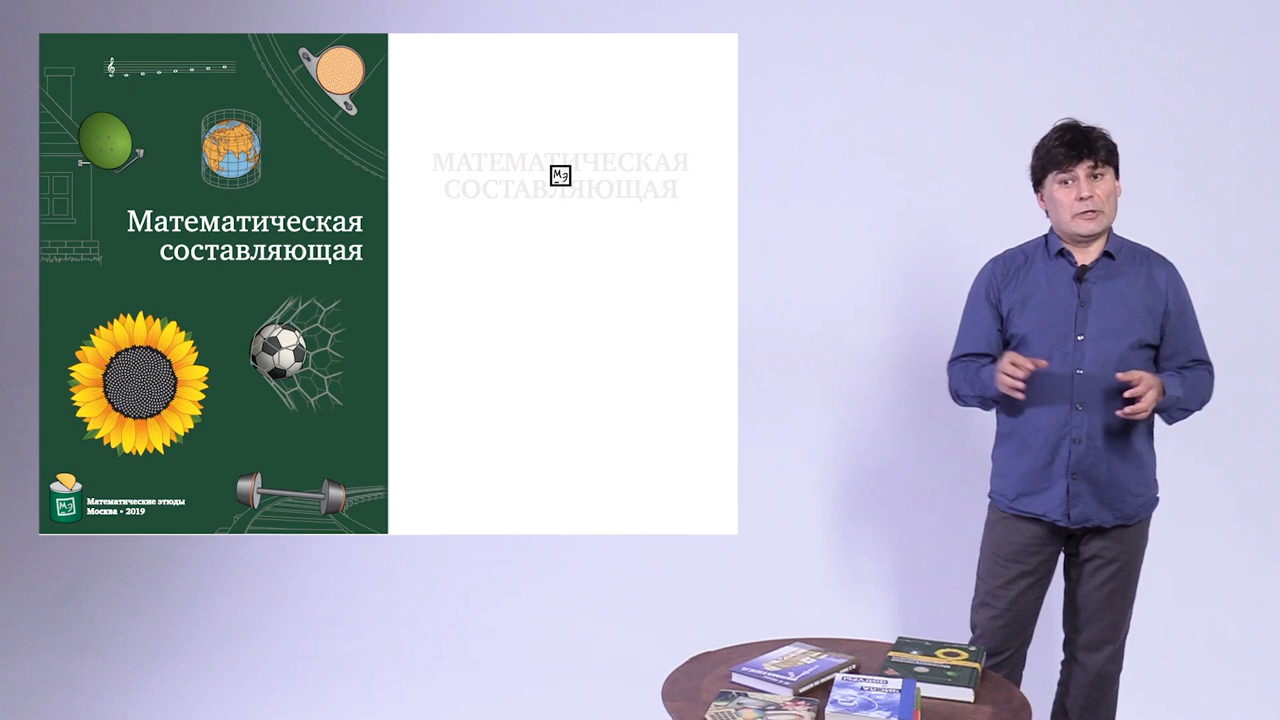 Математическая
составляющая
МЭ
Математические этюды
Москва • 2019
МАТЕМАТИЧЕСКАЯ
СОСТАВЛЯЮЩАЯ
МЭ